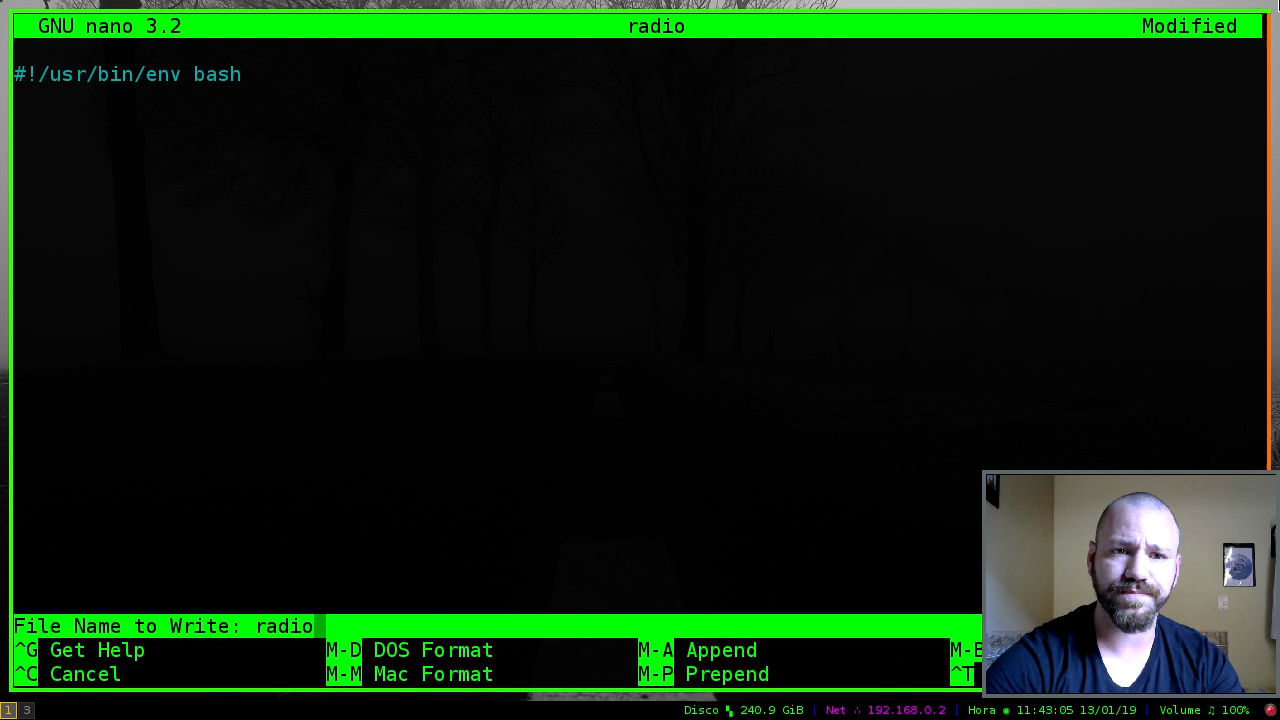 GNU nano 3.2 radio Modified
#!/usr/bin/env bash
File Name to Write: radio
^G Get Help M-D DOS Format M-A Append M-B
^C Cancel M-M Mac Format M-P Prepend ^T
1 3 Disco 240.9 GiB | Net ∴ 192.168.0.2 | Hora ◉ 11:43:05 13/01/19 | Volume ♫ 100%